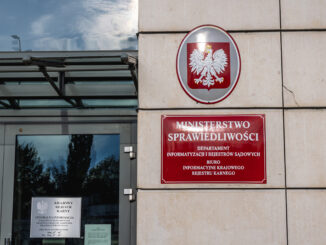 MINISTERSTWO
SPRAWIEDLIWOŚCI
DEPARTAMENT
INFORMATYZACJI I REJESTRÓW SĄDOWYCH
BIURO
INFORMACYJNE KRAJOWEGO
REJESTRU KARNEGO
KRAJOWY
REJESTR
KARNY